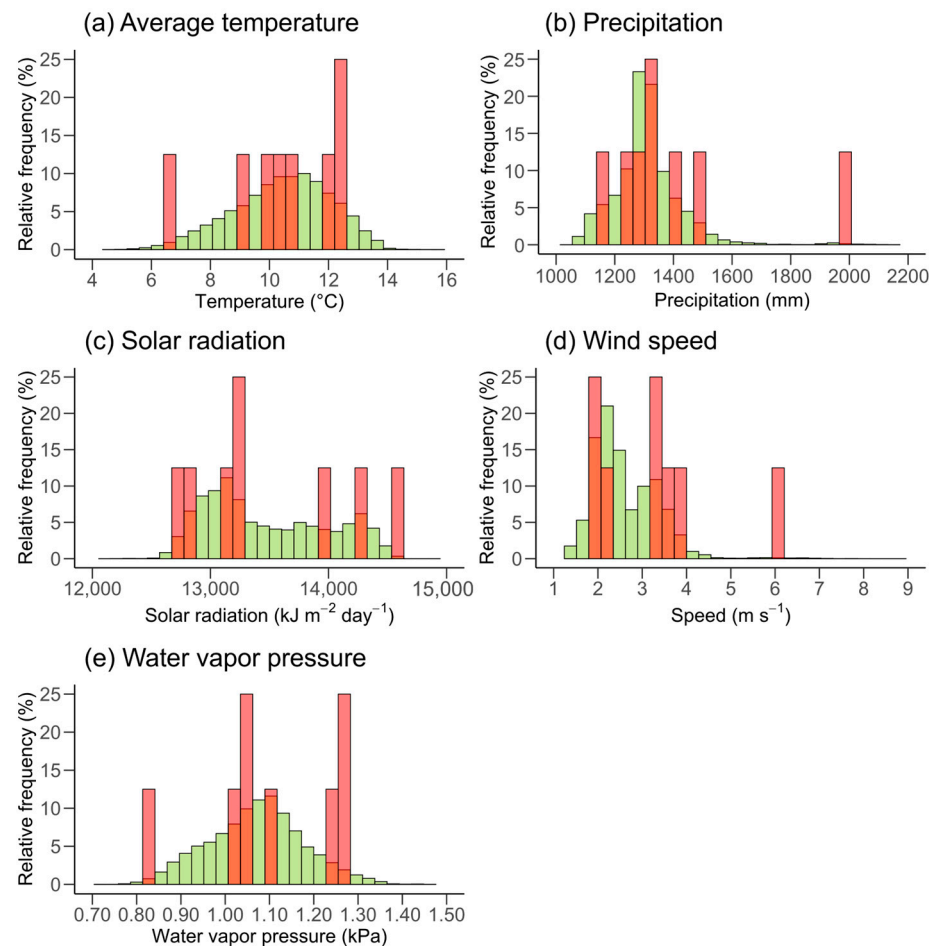 (a) Average temperature
Relative frequency (%)
25
20
15
10
5
0
4 6 8 10 12 14 16
Temperature (°C)
(b) Precipitation
Relative frequency (%)
25
20
15
10
5
0
1000 1200 1400 1600 1800 2000 2200
Precipitation (mm)
(c) Solar radiation
Relative frequency (%)
25
20
15
10
5
0
12,000 13,000 14,000 15,000
Solar radiation (kJ m⁻² day⁻¹)
(d) Wind speed
Relative frequency (%)
25
20
15
10
5
0
1 2 3 4 5 6 7 8 9
Speed (m s⁻¹)
(e) Water vapor pressure
Relative frequency (%)
25
20
15
10
5
0
0.70 0.80 0.90 1.00 1.10 1.20 1.30 1.40 1.50
Water vapor pressure (kPa)